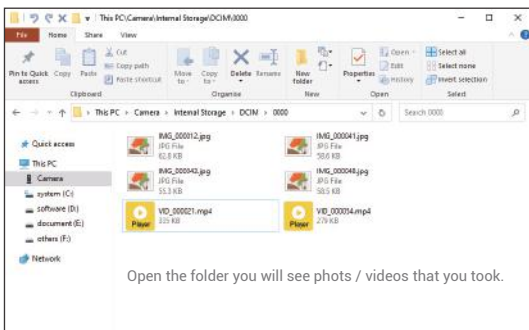 This PC\Camera\Internal Storage\DCIM\0000
File Home Share View
Pin to Quick access
Copy
Paste
Cut
Copy path
Paste shortcut
Move to
Copy to
Delete
Rename
New folder
Properties
Open
Edit
History
Select all
Select none
Invert selection
Clipboard Organise New Open Select
This PC › Camera › Internal Storage › DCIM › 0000
Search 0000
Quick access
This PC
Camera
system (C:)
software (D:)
document (E:)
others (F:)
Network
IMG_000012.jpg
JPG File
62.8 KB
IMG_000041.jpg
JPG File
58.6 KB
JPG File
55.3 KB
IMG_000048.jpg
JPG File
58.5 KB
Player
VID_000021.mp4
Player
VID_000054.mp4
279 KB
Open the folder you will see phots / videos that you took.